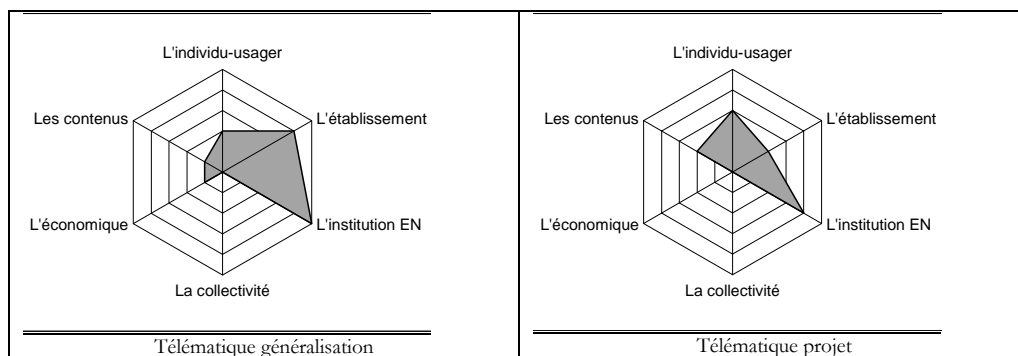 L'individu-usager
Les contenus
L'établissement
L'économique
L'institution EN
La collectivité
Télématique généralisation
L'individu-usager
Les contenus
L'établissement
L'économique
L'institution EN
La collectivité
Télématique projet